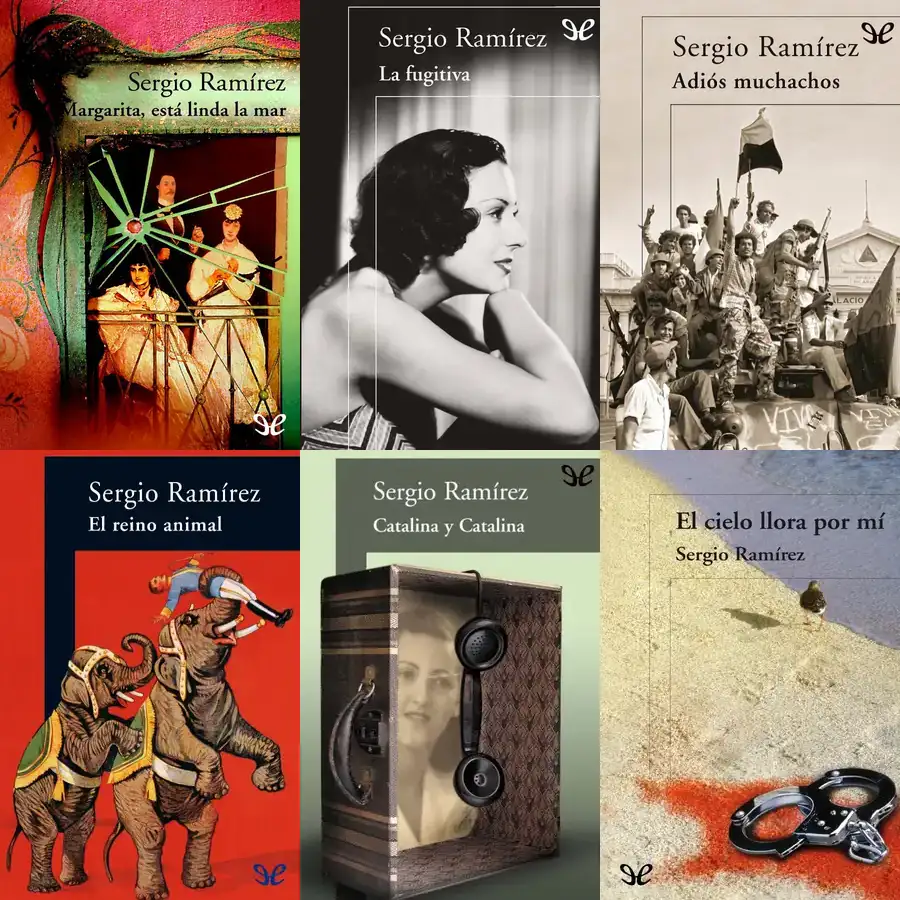 Sergio Ramírez
Margarita, está linda la mar
Sergio Ramírez
La fugitiva
Sergio Ramírez
Adiós muchachos
Sergio Ramírez
El reino animal
Sergio Ramírez
Catalina y Catalina
El cielo llora por mí
Sergio Ramírez